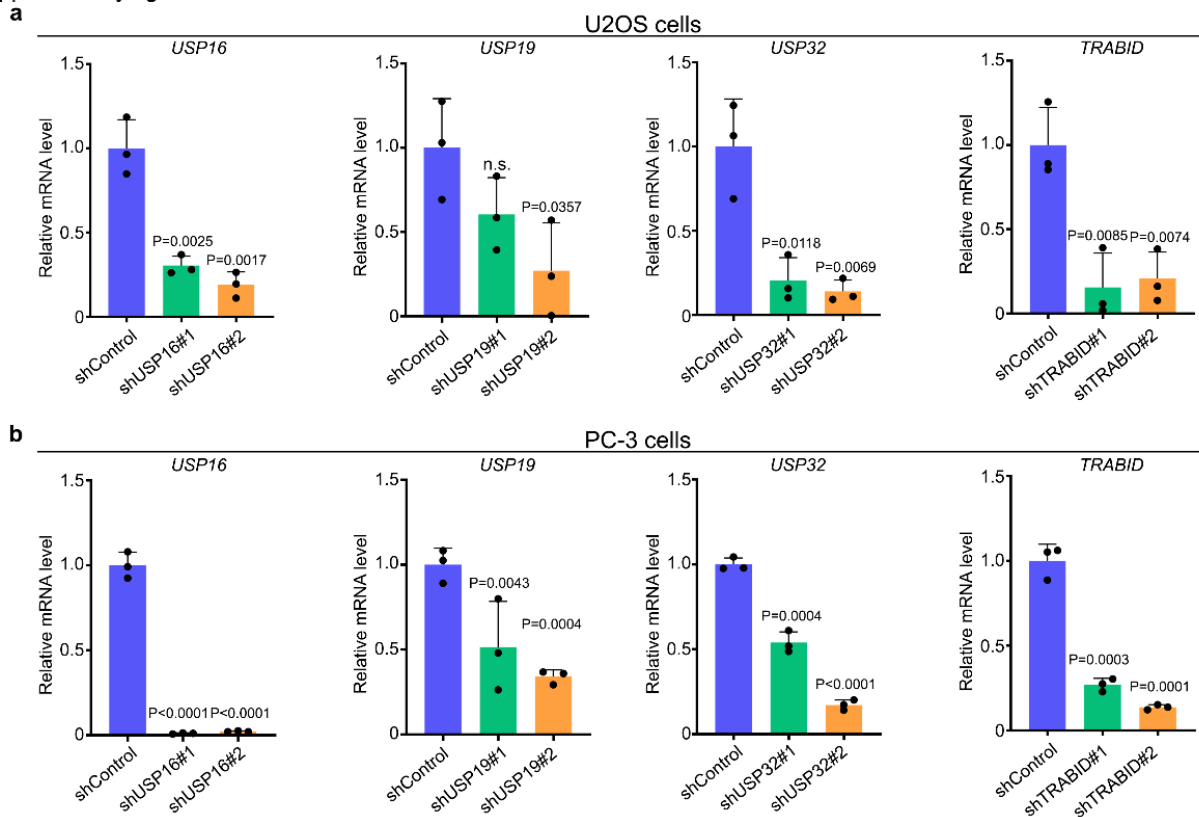 a
U2OS cells
USP16
USP19
USP32
TRABID
Relative mRNA level
1.5
1.0
0.5
0
P=0.0025
P=0.0017
shControl
shUSP16#1
shUSP16#2
Relative mRNA level
1.5
1.0
0.5
0
n.s.
P=0.0357
shControl
shUSP19#1
shUSP19#2
Relative mRNA level
1.5
1.0
0.5
0
P=0.0118
P=0.0069
shControl
shUSP32#1
shUSP32#2
Relative mRNA level
1.5
1.0
0.5
0
P=0.0085
P=0.0074
shControl
shTRABID#1
shTRABID#2
b
PC-3 cells
USP16
USP19
USP32
TRABID
Relative mRNA level
1.5
1.0
0.5
0
P<0.0001
P<0.0001
shControl
shUSP16#1
shUSP16#2
Relative mRNA level
1.5
1.0
0.5
0
P=0.0043
P=0.0004
shControl
shUSP19#1
shUSP19#2
Relative mRNA level
1.5
1.0
0.5
0
P=0.0004
P<0.0001
shControl
shUSP32#1
shUSP32#2
Relative mRNA level
1.5
1.0
0.5
0
P=0.0003
P=0.0001
shControl
shTRABID#1
shTRABID#2